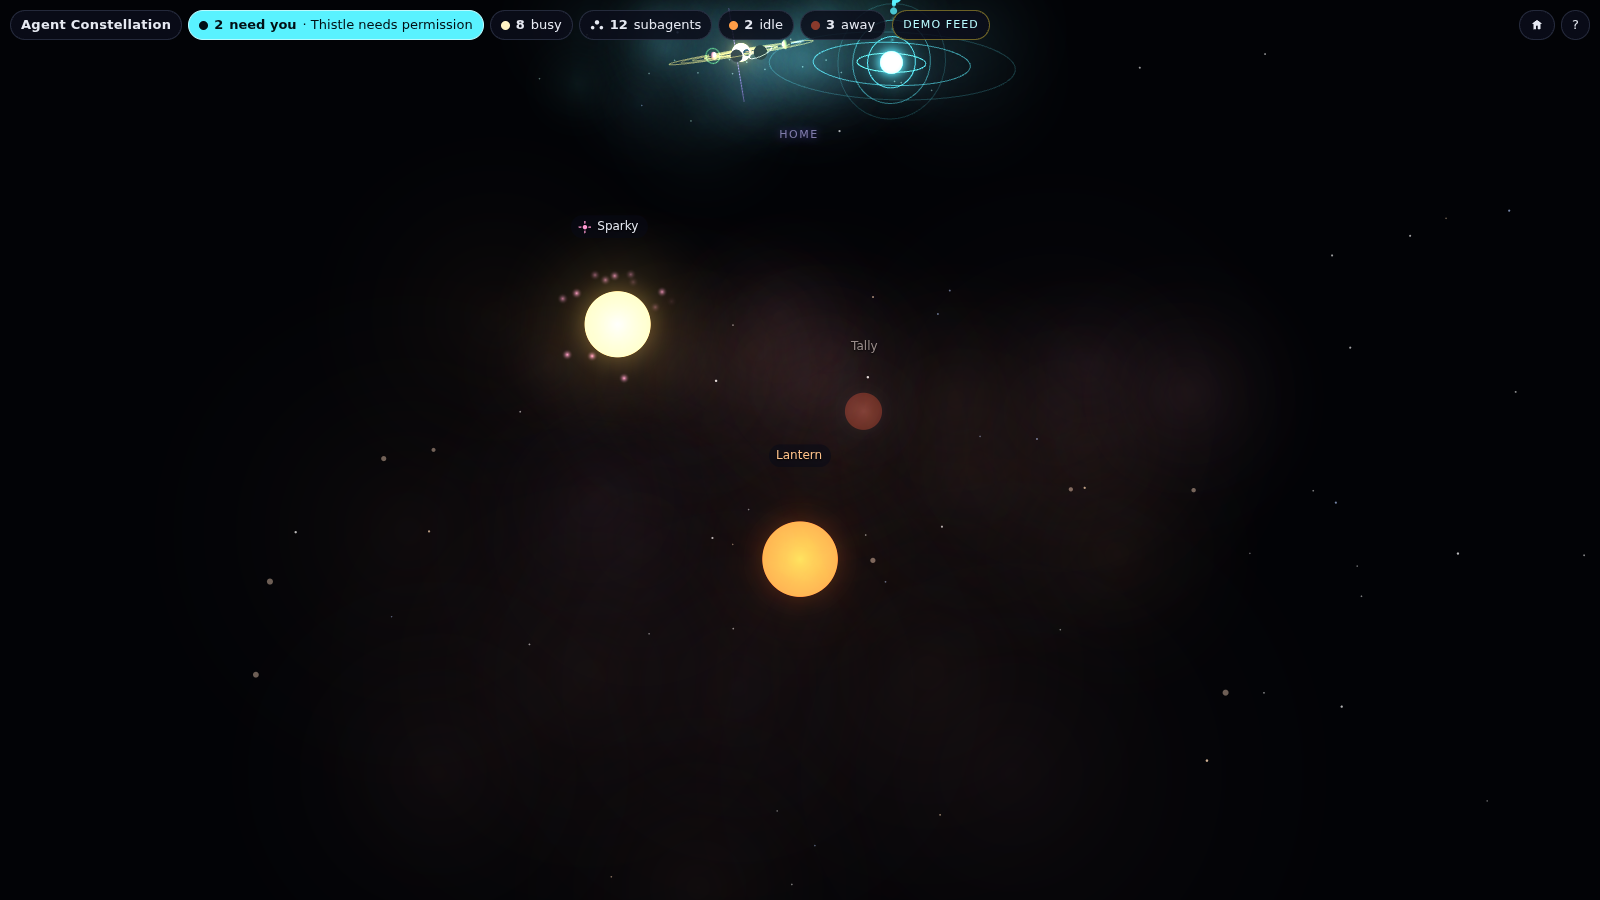 Agent Constellation
2 need you · Thistle needs permission
8 busy
12 subagents
2 idle
3 away
DEMO FEED
?
HOME
Sparky
Tally
Lantern